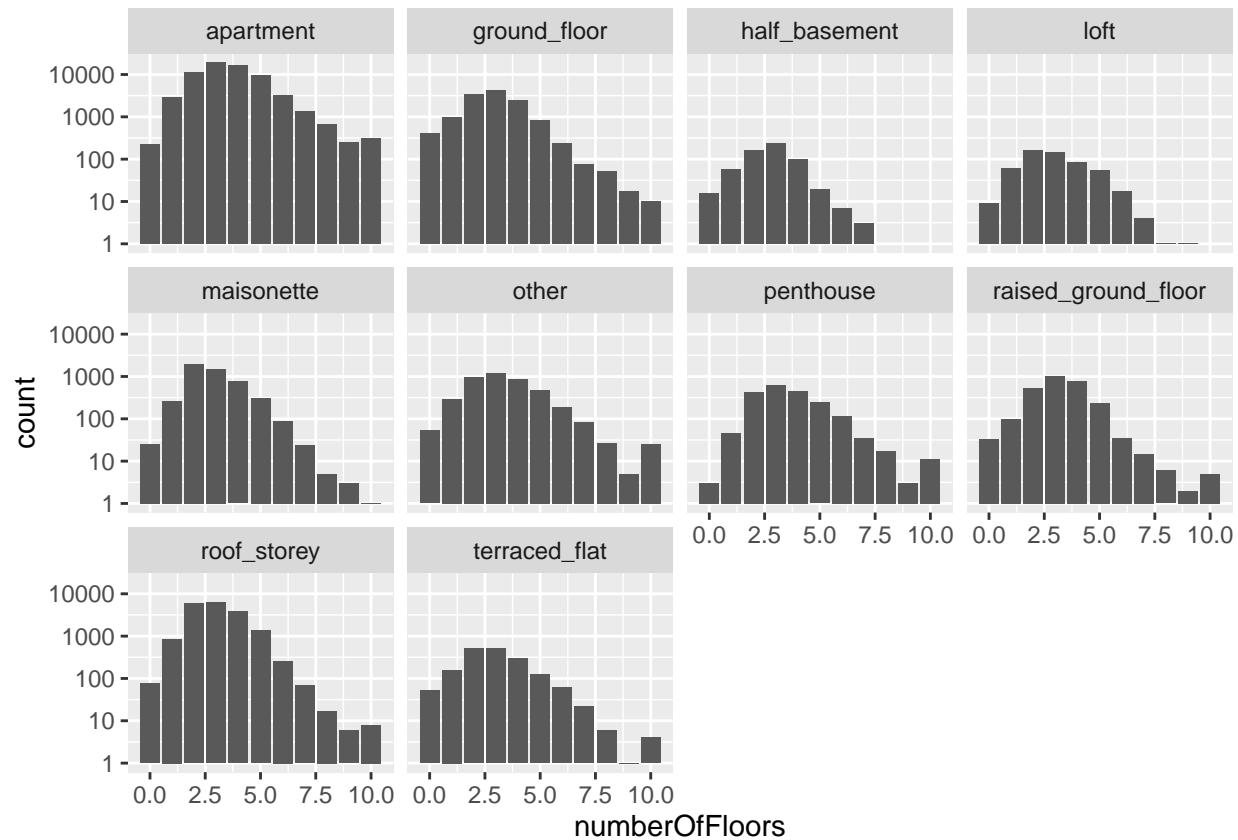 apartment
ground_floor
half_basement
loft
10000
1000
100
10
1
maisonette
other
penthouse
raised_ground_floor
10000
1000
100
10
1
0.0 2.5 5.0 7.5 10.0
0.0 2.5 5.0 7.5 10.0
roof_storey
terraced_flat
10000
1000
100
10
1
0.0 2.5 5.0 7.5 10.0
0.0 2.5 5.0 7.5 10.0
count
numberOfFloors